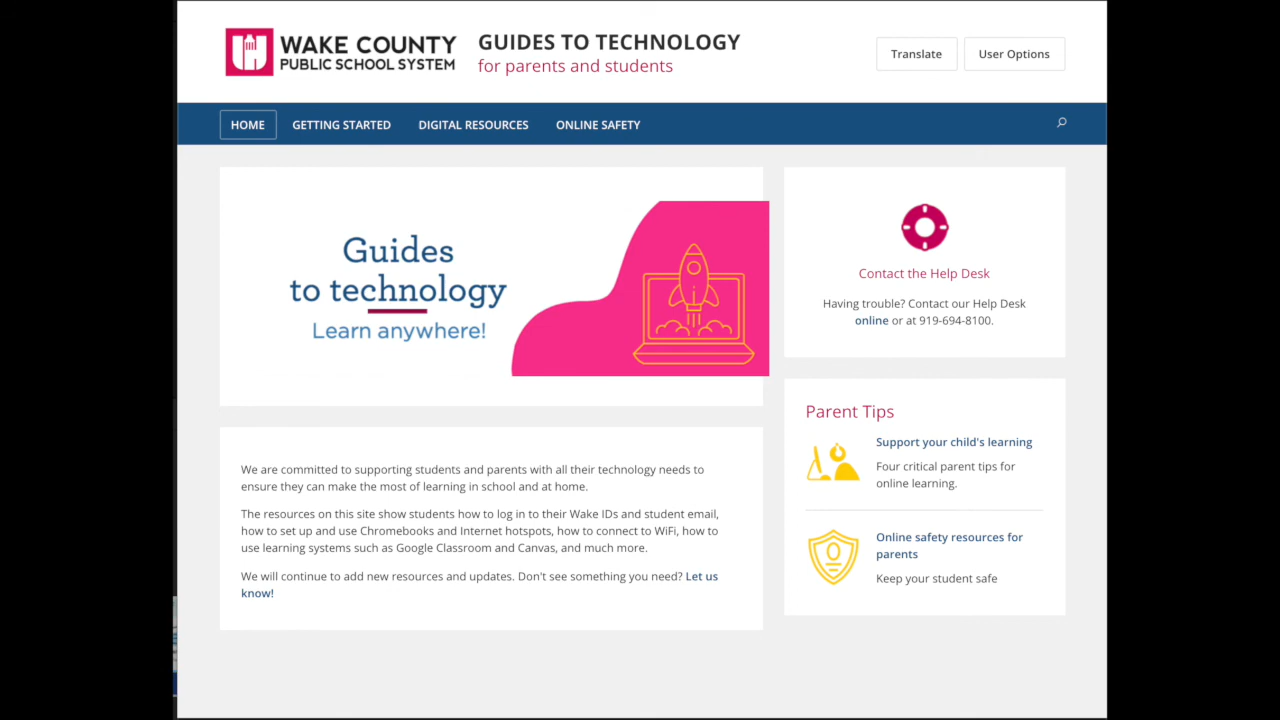 WAKE COUNTY
PUBLIC SCHOOL SYSTEM
GUIDES TO TECHNOLOGY
for parents and students
Translate
User Options
HOME
GETTING STARTED
DIGITAL RESOURCES
ONLINE SAFETY
Guides
to technology
Learn anywhere!
We are committed to supporting students and parents with all their technology needs to
ensure they can make the most of learning in school and at home.
The resources on this site show students how to log in to their Wake IDs and student email,
how to set up and use Chromebooks and Internet hotspots, how to connect to WiFi, how to
use learning systems such as Google Classroom and Canvas, and much more.
We will continue to add new resources and updates. Don't see something you need? Let us
know!
Contact the Help Desk
Having trouble? Contact our Help Desk
online or at 919-694-8100.
Parent Tips
Support your child's learning
Four critical parent tips for
online learning.
Online safety resources for
parents
Keep your student safe